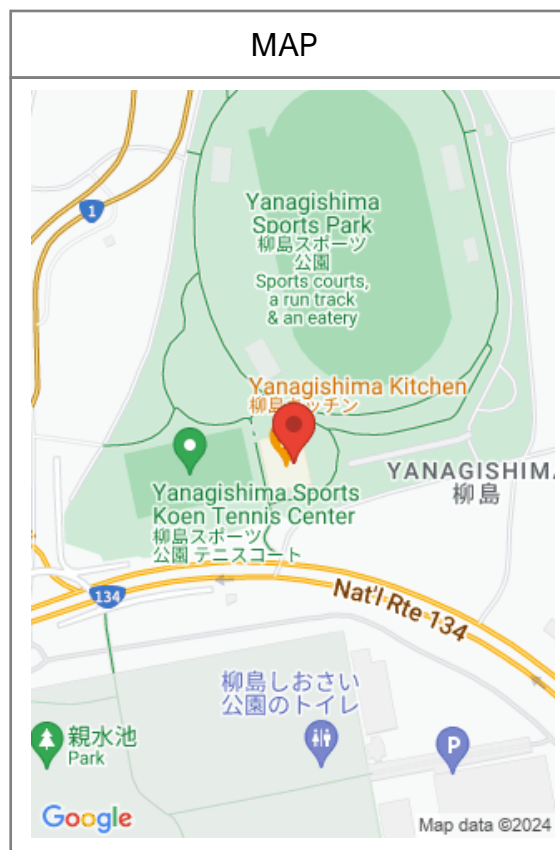 MAP
1
Yanagishima
Sports Park
柳島スポーツ
公園
Sports courts,
a run track
& an eatery
Yanagishima Kitchen
柳島キッチン
YANAGISHIMA
柳島
Yanagishima Sports
Koen Tennis Center
柳島スポーツ
公園 テニスコート
134
Nat'l Rte 134
柳島しおさい
公園のトイレ
親水池
Park
P
Google
Map data ©2024